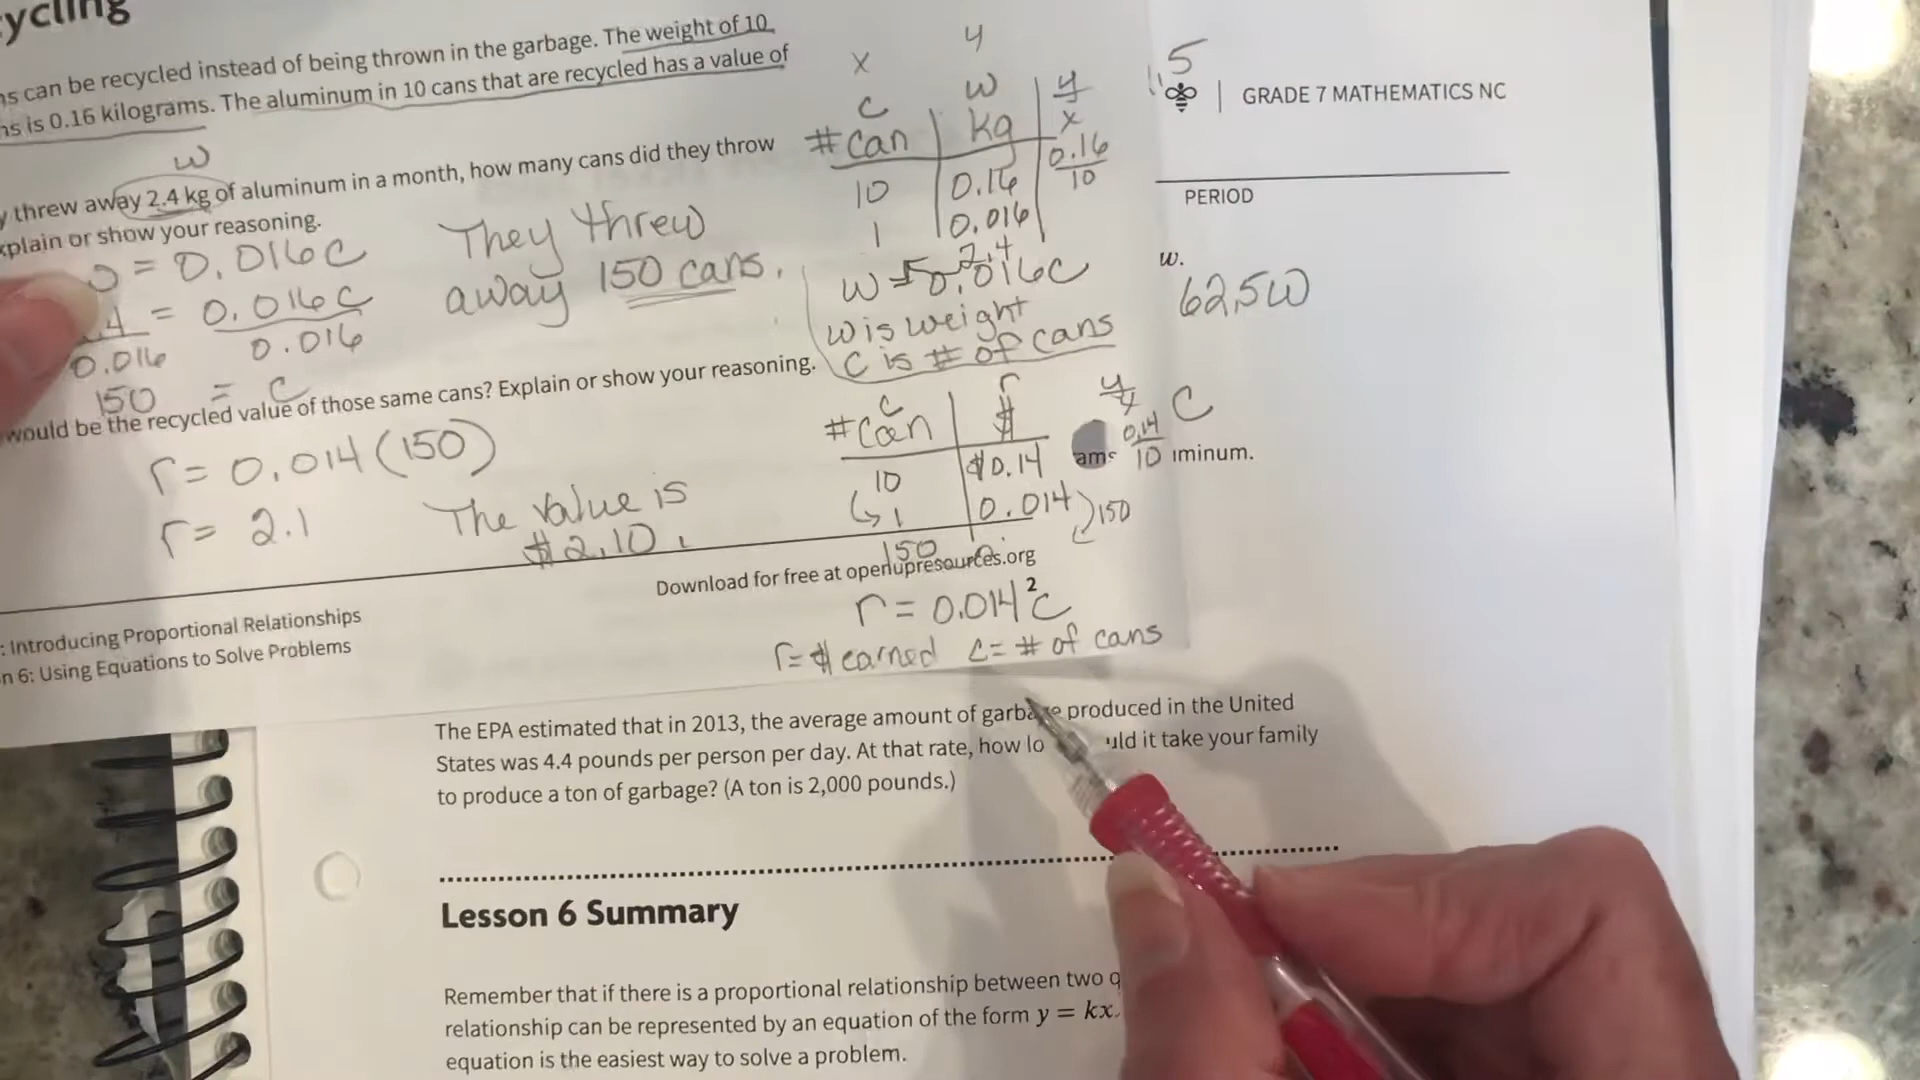 ycling
ns can be recycled instead of being thrown in the garbage. The weight of 10
ns is 0.16 kilograms. The aluminum in 10 cans that are recycled has a value of
w
y threw away 2.4 kg of aluminum in a month, how many cans did they throw
xplain or show your reasoning.
= 0.016c
.4 = 0.016c
0.016 0.016
150 = c
They threw
away 150 cans.
x y
c w y
#can kg x
10 0.16 0.16
10
1 0.016
2.4
w = 0.016c
w is weight
c is # of cans
would be the recycled value of those same cans? Explain or show your reasoning.
r = 0.014 (150)
r = 2.1
The value is
$2.10.
c r y
#can $ x
10 $0.14 0.14
10
1 0.014 150
150
Download for free at openupresources.org
2
r = 0.014c
r = $ earned c = # of cans
: Introducing Proportional Relationships
n 6: Using Equations to Solve Problems
5
GRADE 7 MATHEMATICS NC
PERIOD
w.
62.5w
C
iminum.
The EPA estimated that in 2013, the average amount of garbage produced in the United
States was 4.4 pounds per person per day. At that rate, how lo uld it take your family
to produce a ton of garbage? (A ton is 2,000 pounds.)
Lesson 6 Summary
Remember that if there is a proportional relationship between two q
relationship can be represented by an equation of the form y = kx.
equation is the easiest way to solve a problem.